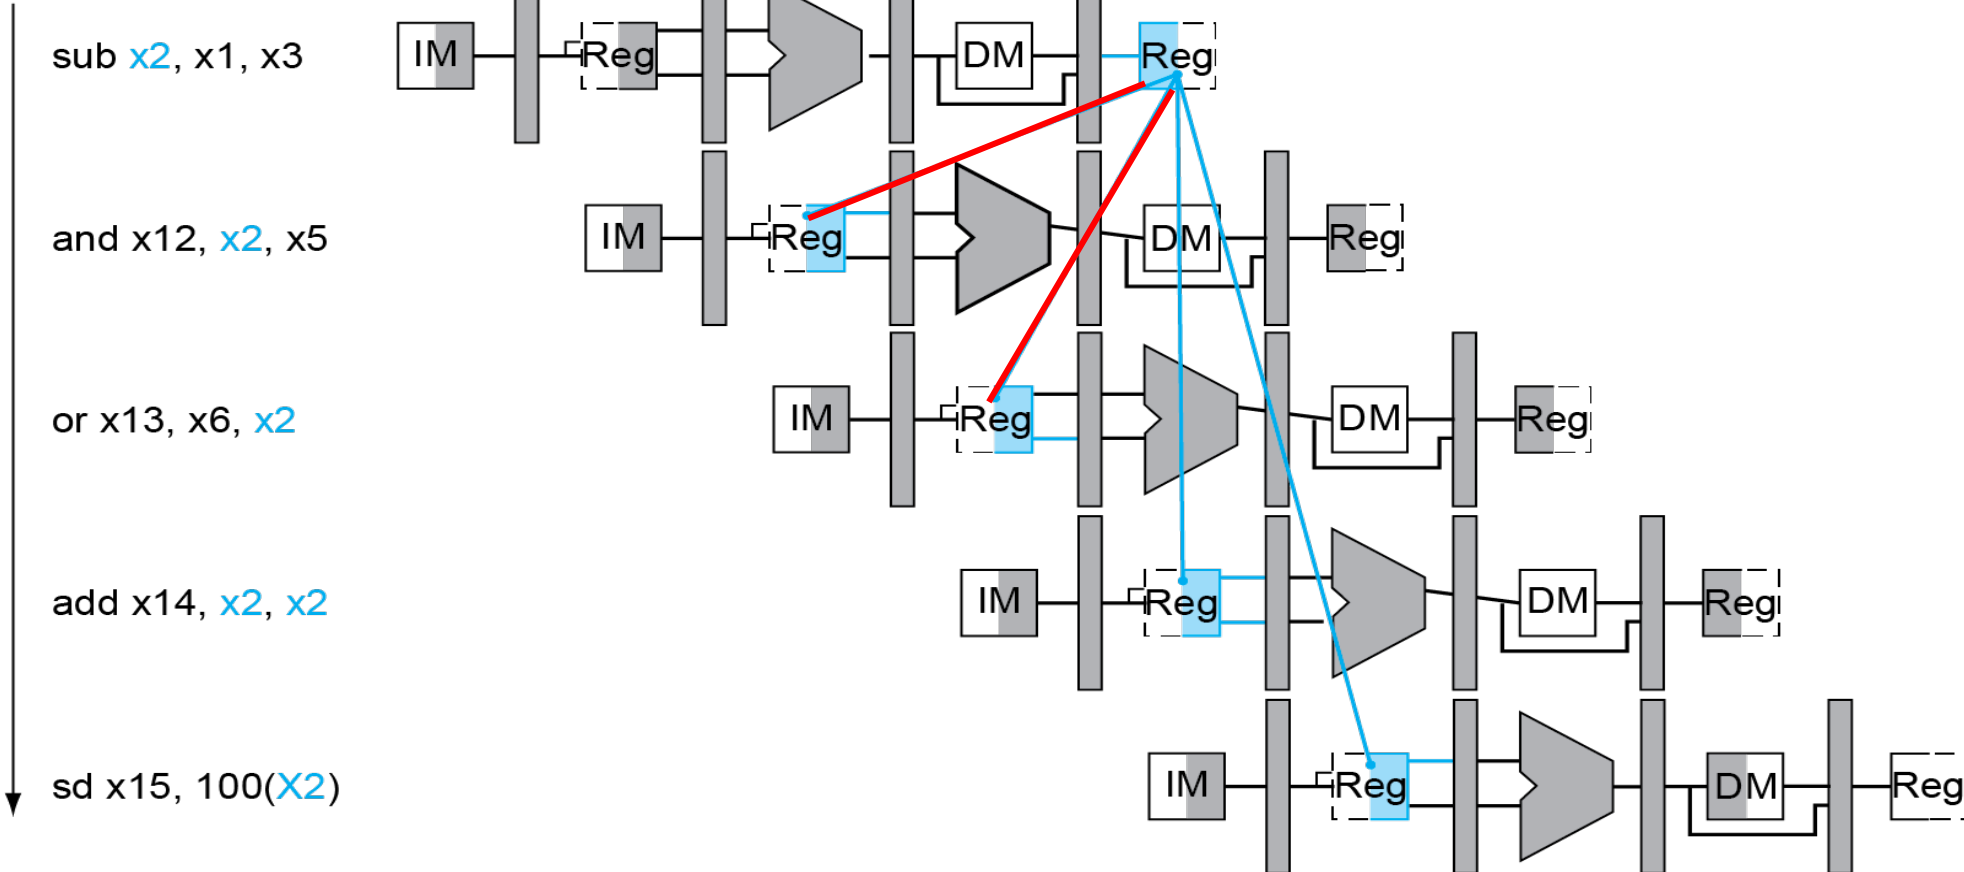 sub x2, x1, x3 IM Reg DM Reg
and x12, x2, x5 IM Reg DM Reg
or x13, x6, x2 IM Reg DM Reg
add x14, x2, x2 IM Reg DM Reg
sd x15, 100(X2) IM Reg DM Reg